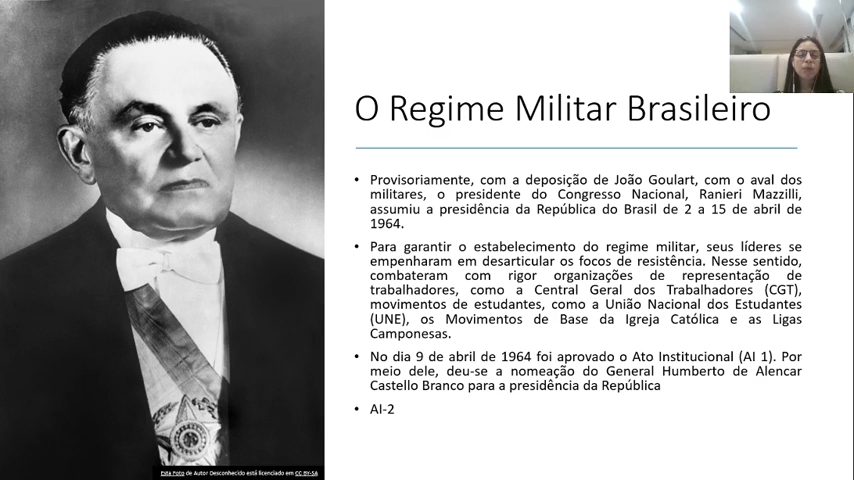 O Regime Militar Brasileiro
• Provisoriamente, com a deposição de João Goulart, com o aval dos
militares, o presidente do Congresso Nacional, Ranieri Mazzilli,
assumiu a presidência da República do Brasil de 2 a 15 de abril de
1964.
• Para garantir o estabelecimento do regime militar, seus líderes se
empenharam em desarticular os focos de resistência. Nesse sentido,
combateram com rigor organizações de representação de
trabalhadores, como a Central Geral dos Trabalhadores (CGT),
movimentos de estudantes, como a União Nacional dos Estudantes
(UNE), os Movimentos de Base da Igreja Católica e as Ligas
Camponesas.
• No dia 9 de abril de 1964 foi aprovado o Ato Institucional (AI 1). Por
meio dele, deu-se a nomeação do General Humberto de Alencar
Castello Branco para a presidência da República
• AI-2
Esta Foto de Autor Desconhecido está licenciado em CC BY-SA